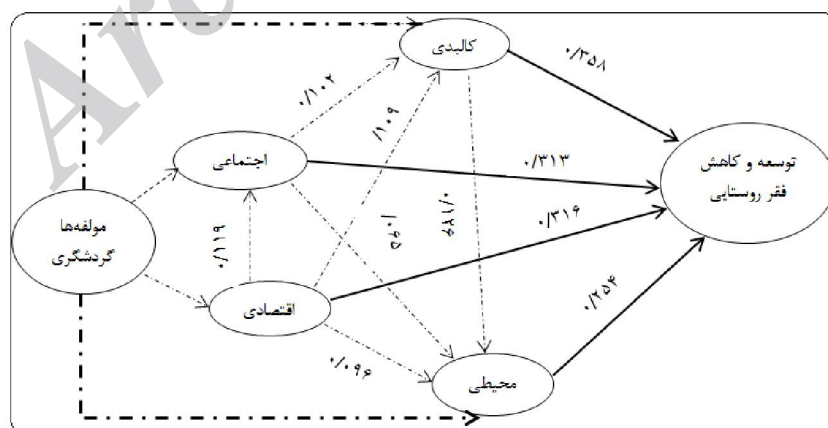 Arc
کالبدی
۰/۳۵۸
۰/۱۰۲
۰/۱۰۹
اجتماعی
۰/۳۱۳
توسعه و کاهش
فقر روستایی
مولفه‌ها
گردشگری
۰/۱۱۹
۰/۳۱۶
اقتصادی
۰/۲۵۴
۰/۰۹۶
محیطی